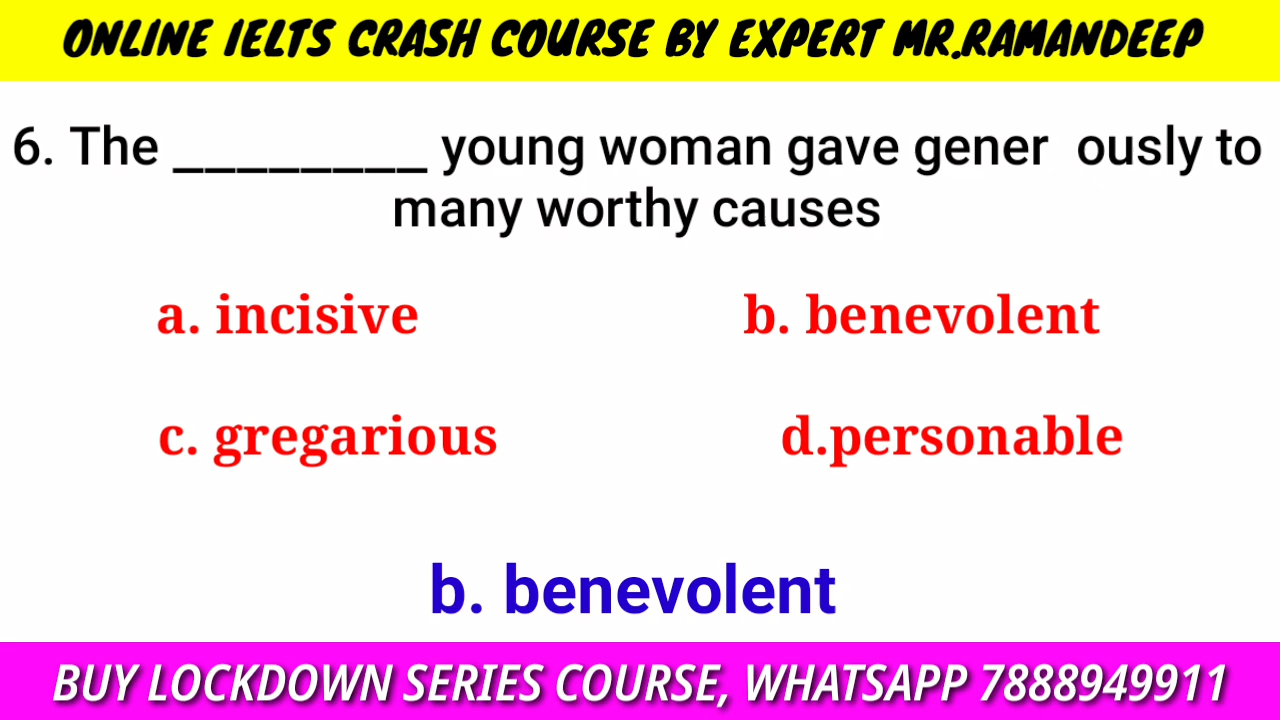 ONLINE IELTS CRASH COURSE BY EXPERT MR.RAMANDEEP
6. The ________ young woman gave gener ously to
many worthy causes
a. incisive b. benevolent
c. gregarious d.personable
b. benevolent
BUY LOCKDOWN SERIES COURSE, WHATSAPP 7888949911